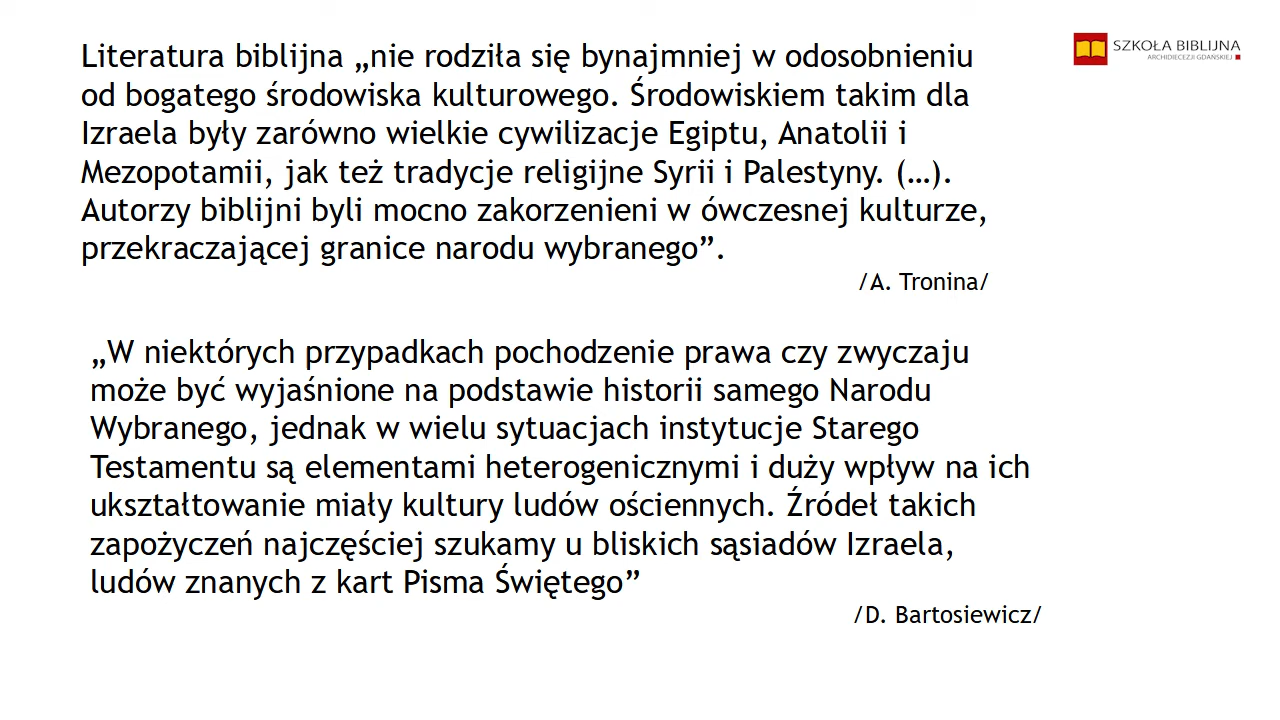 Literatura biblijna „nie rodziła się bynajmniej w odosobnieniu
od bogatego środowiska kulturowego. Środowiskiem takim dla
Izraela były zarówno wielkie cywilizacje Egiptu, Anatolii i
Mezopotamii, jak też tradycje religijne Syrii i Palestyny. (…).
Autorzy biblijni byli mocno zakorzenieni w ówczesnej kulturze,
przekraczającej granice narodu wybranego”.
/A. Tronina/
„W niektórych przypadkach pochodzenie prawa czy zwyczaju
może być wyjaśnione na podstawie historii samego Narodu
Wybranego, jednak w wielu sytuacjach instytucje Starego
Testamentu są elementami heterogenicznymi i duży wpływ na ich
ukształtowanie miały kultury ludów ościennych. Źródeł takich
zapożyczeń najczęściej szukamy u bliskich sąsiadów Izraela,
ludów znanych z kart Pisma Świętego”
/D. Bartosiewicz/
SZKOŁA BIBLIJNA
ARCHIDIECEZJI GDAŃSKIEJ